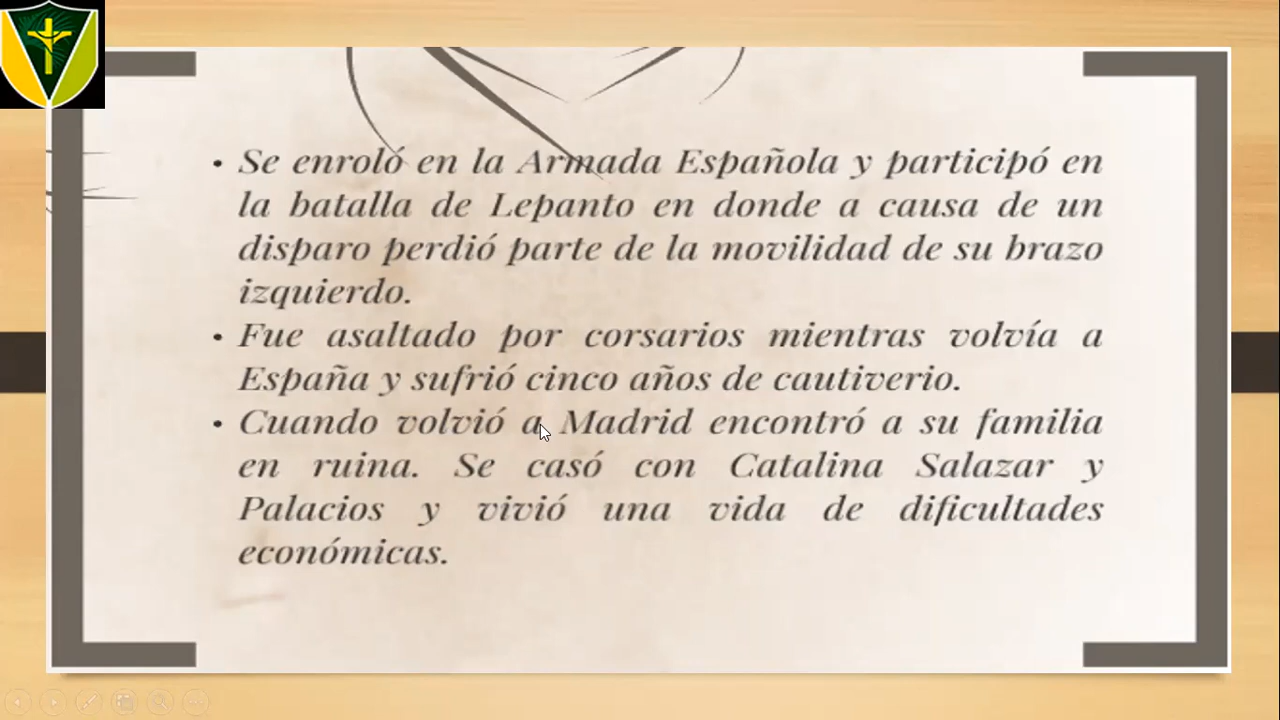 • Se enroló en la Armada Española y participó en
la batalla de Lepanto en donde a causa de un
disparo perdió parte de la movilidad de su brazo
izquierdo.
• Fue asaltado por corsarios mientras volvía a
España y sufrió cinco años de cautiverio.
• Cuando volvió a Madrid encontró a su familia
en ruina. Se casó con Catalina Salazar y
Palacios y vivió una vida de dificultades
económicas.